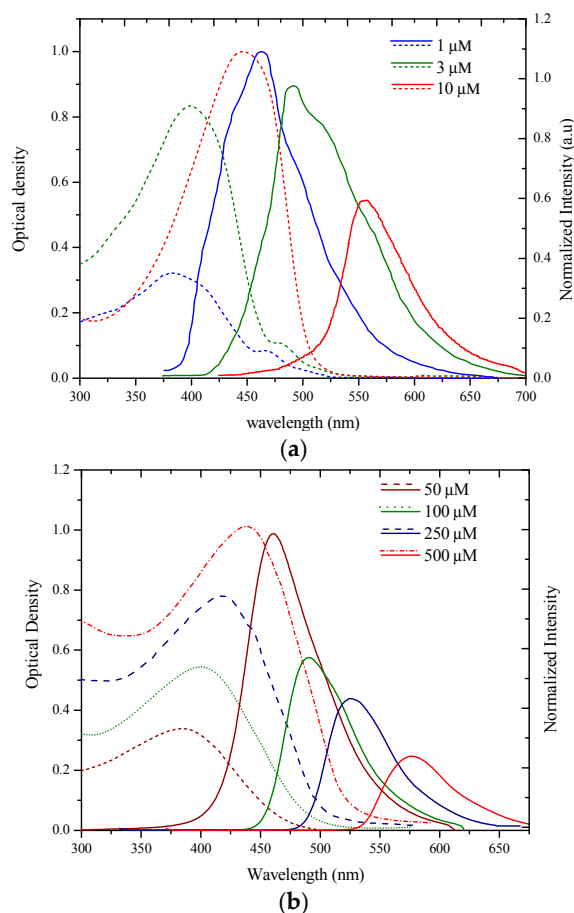 1.2
1.0
1 µM
3 µM
10 µM
1.0
0.8
0.8
0.6
0.6
0.4
0.4
0.2
0.2
0.0
0.0
Optical density
Normalized Intensity (a.u)
300 350 400 450 500 550 600 650 700
wavelength (nm)
(a)
1.2
1.0
0.8
0.6
0.4
0.2
0.0
50 µM
100 µM
250 µM
500 µM
Optical Density
Normalized Intensity
300 350 400 450 500 550 600 650
Wavelength (nm)
(b)